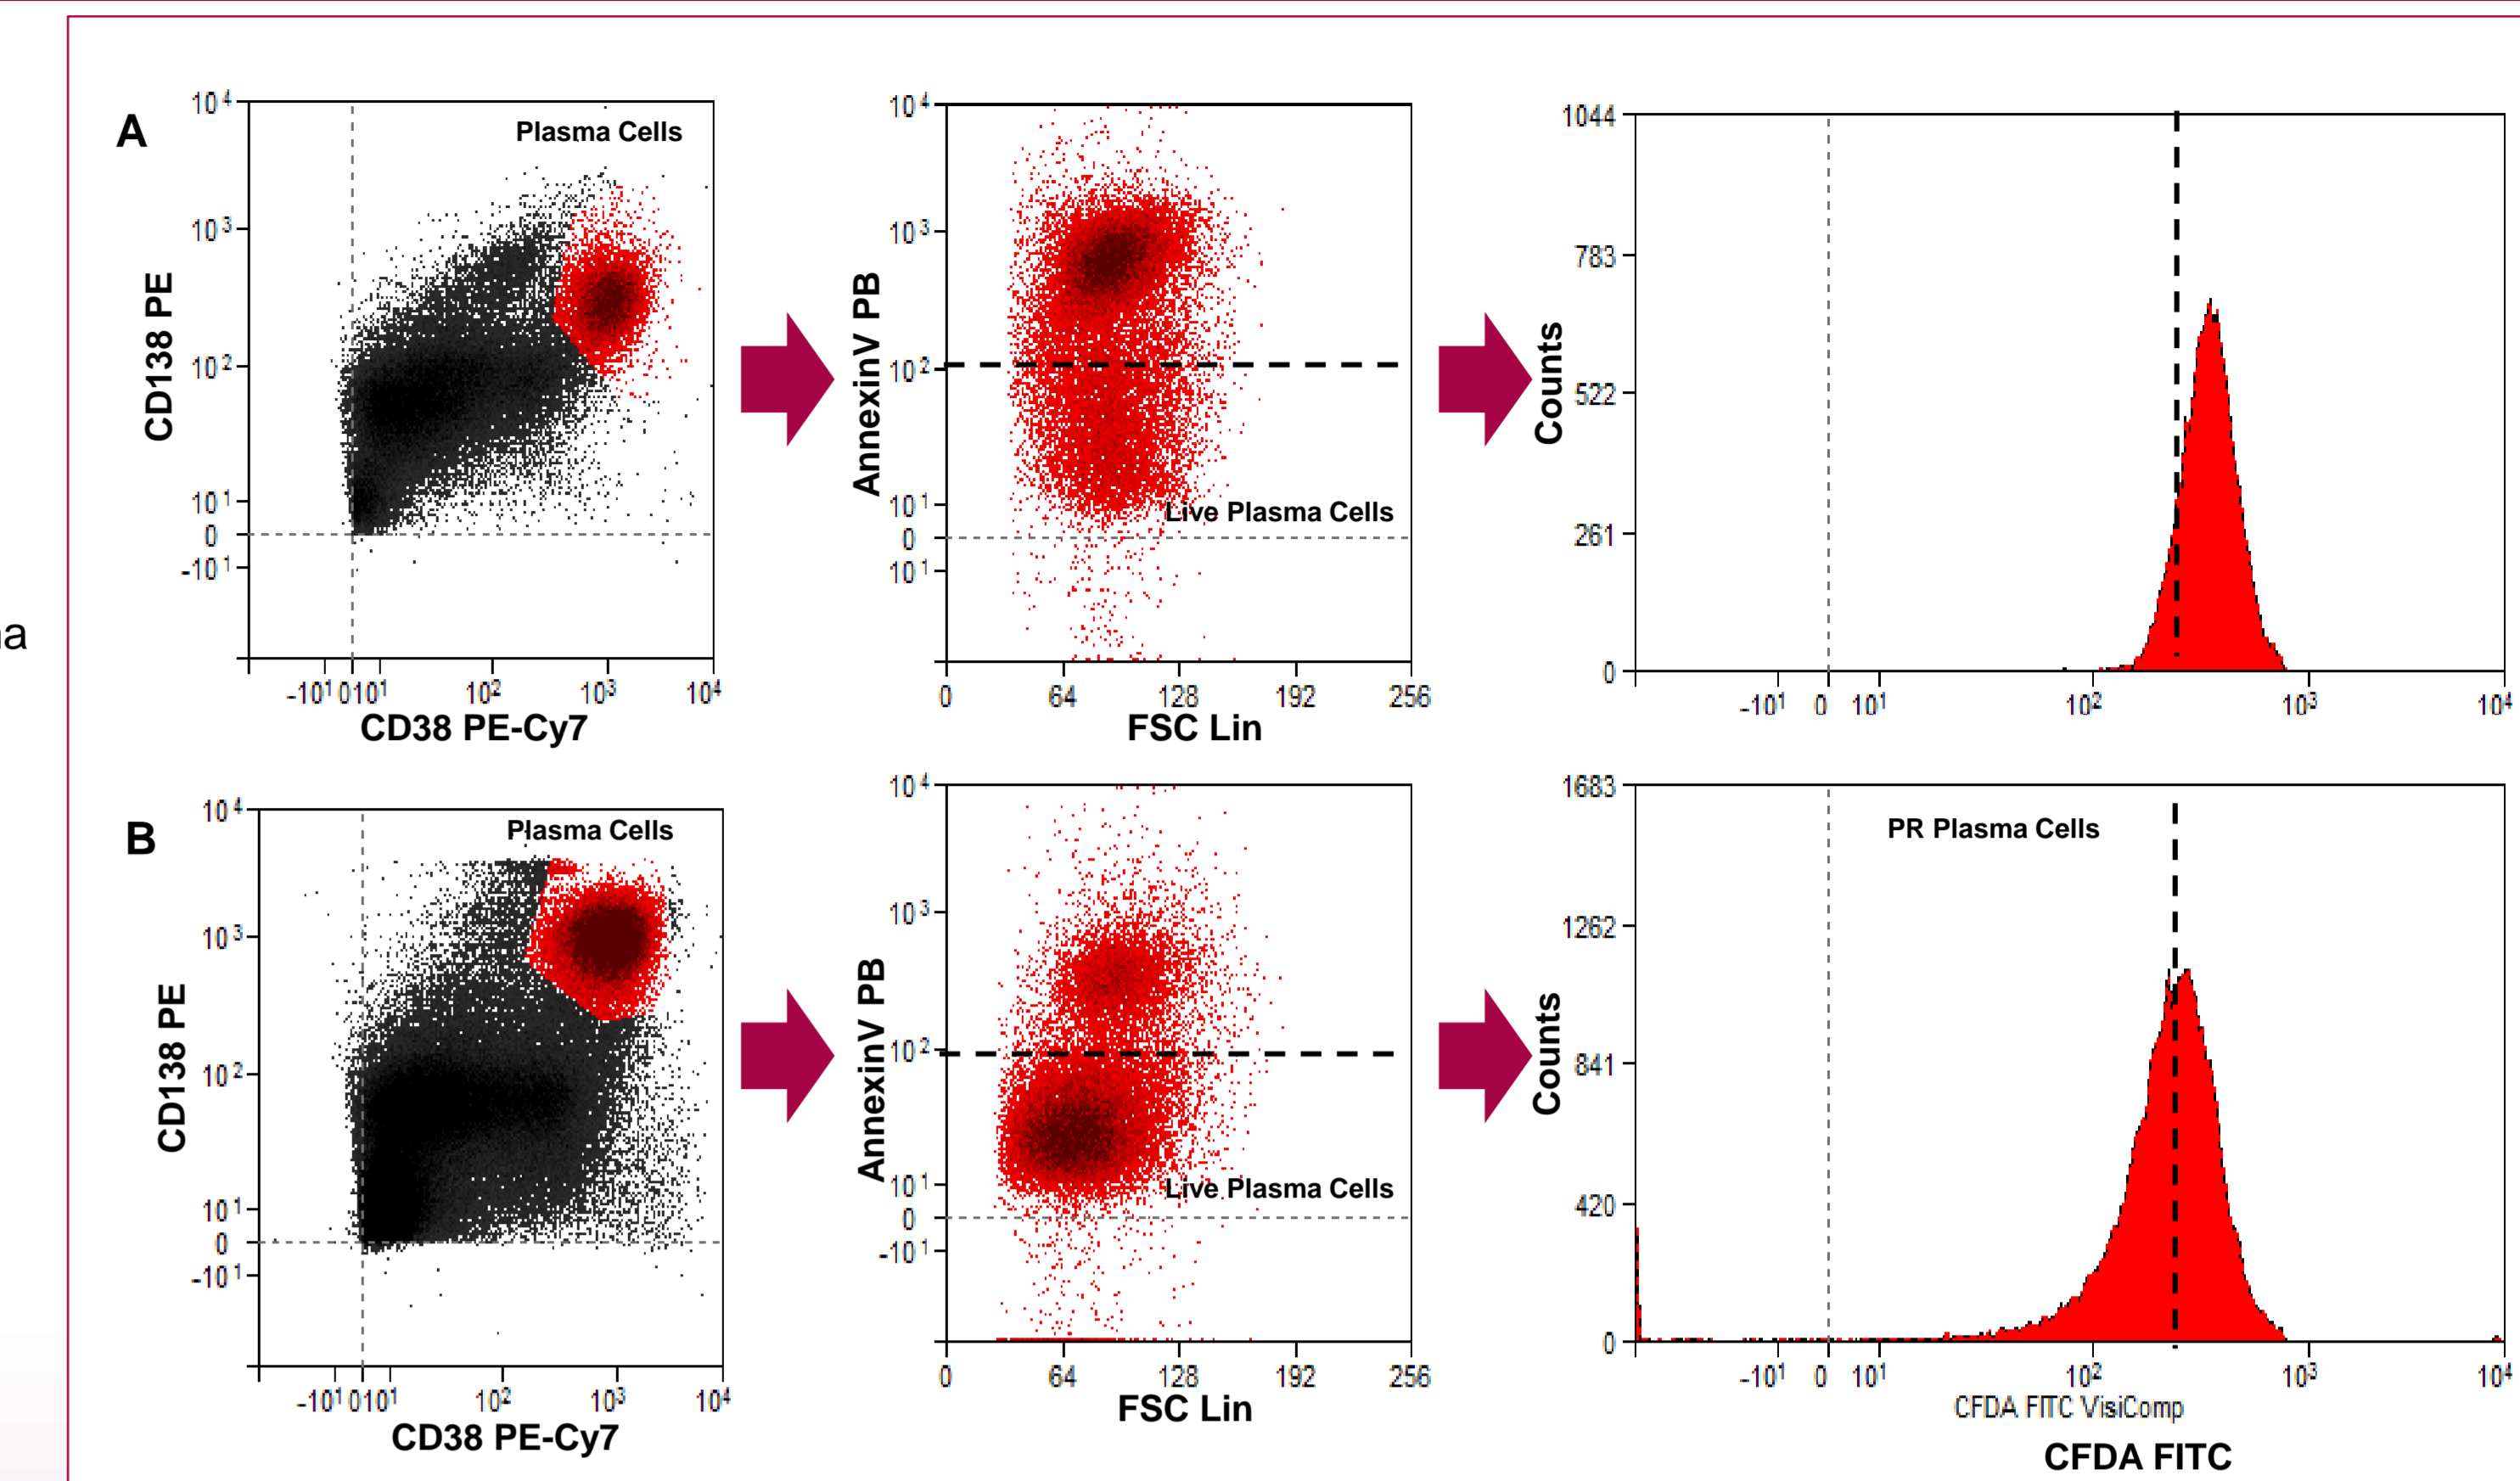 A
Plasma Cells
CD138 PE
10⁴
10³
10²
10¹
0
-10¹
-10¹ 0 10¹ 10² 10³ 10⁴
CD38 PE-Cy7
AnnexinV PB
10⁴
10³
10²
10¹
0
10¹
Live Plasma Cells
0 64 128 192 256
FSC Lin
Counts
1044
783
522
261
0
-10¹ 0 10¹ 10² 10³ 10⁴
na
B
Plasma Cells
CD138 PE
10⁴
10³
10²
10¹
0
-10¹
-10¹ 0 10¹ 10² 10³ 10⁴
CD38 PE-Cy7
AnnexinV PB
10⁴
10³
10²
10¹
0
-10¹
Live Plasma Cells
0 64 128 192 256
FSC Lin
Counts
PR Plasma Cells
1683
1262
841
420
0
-10¹ 0 10¹ 10² 10³ 10⁴
CFDA FITC VisiComp
CFDA FITC